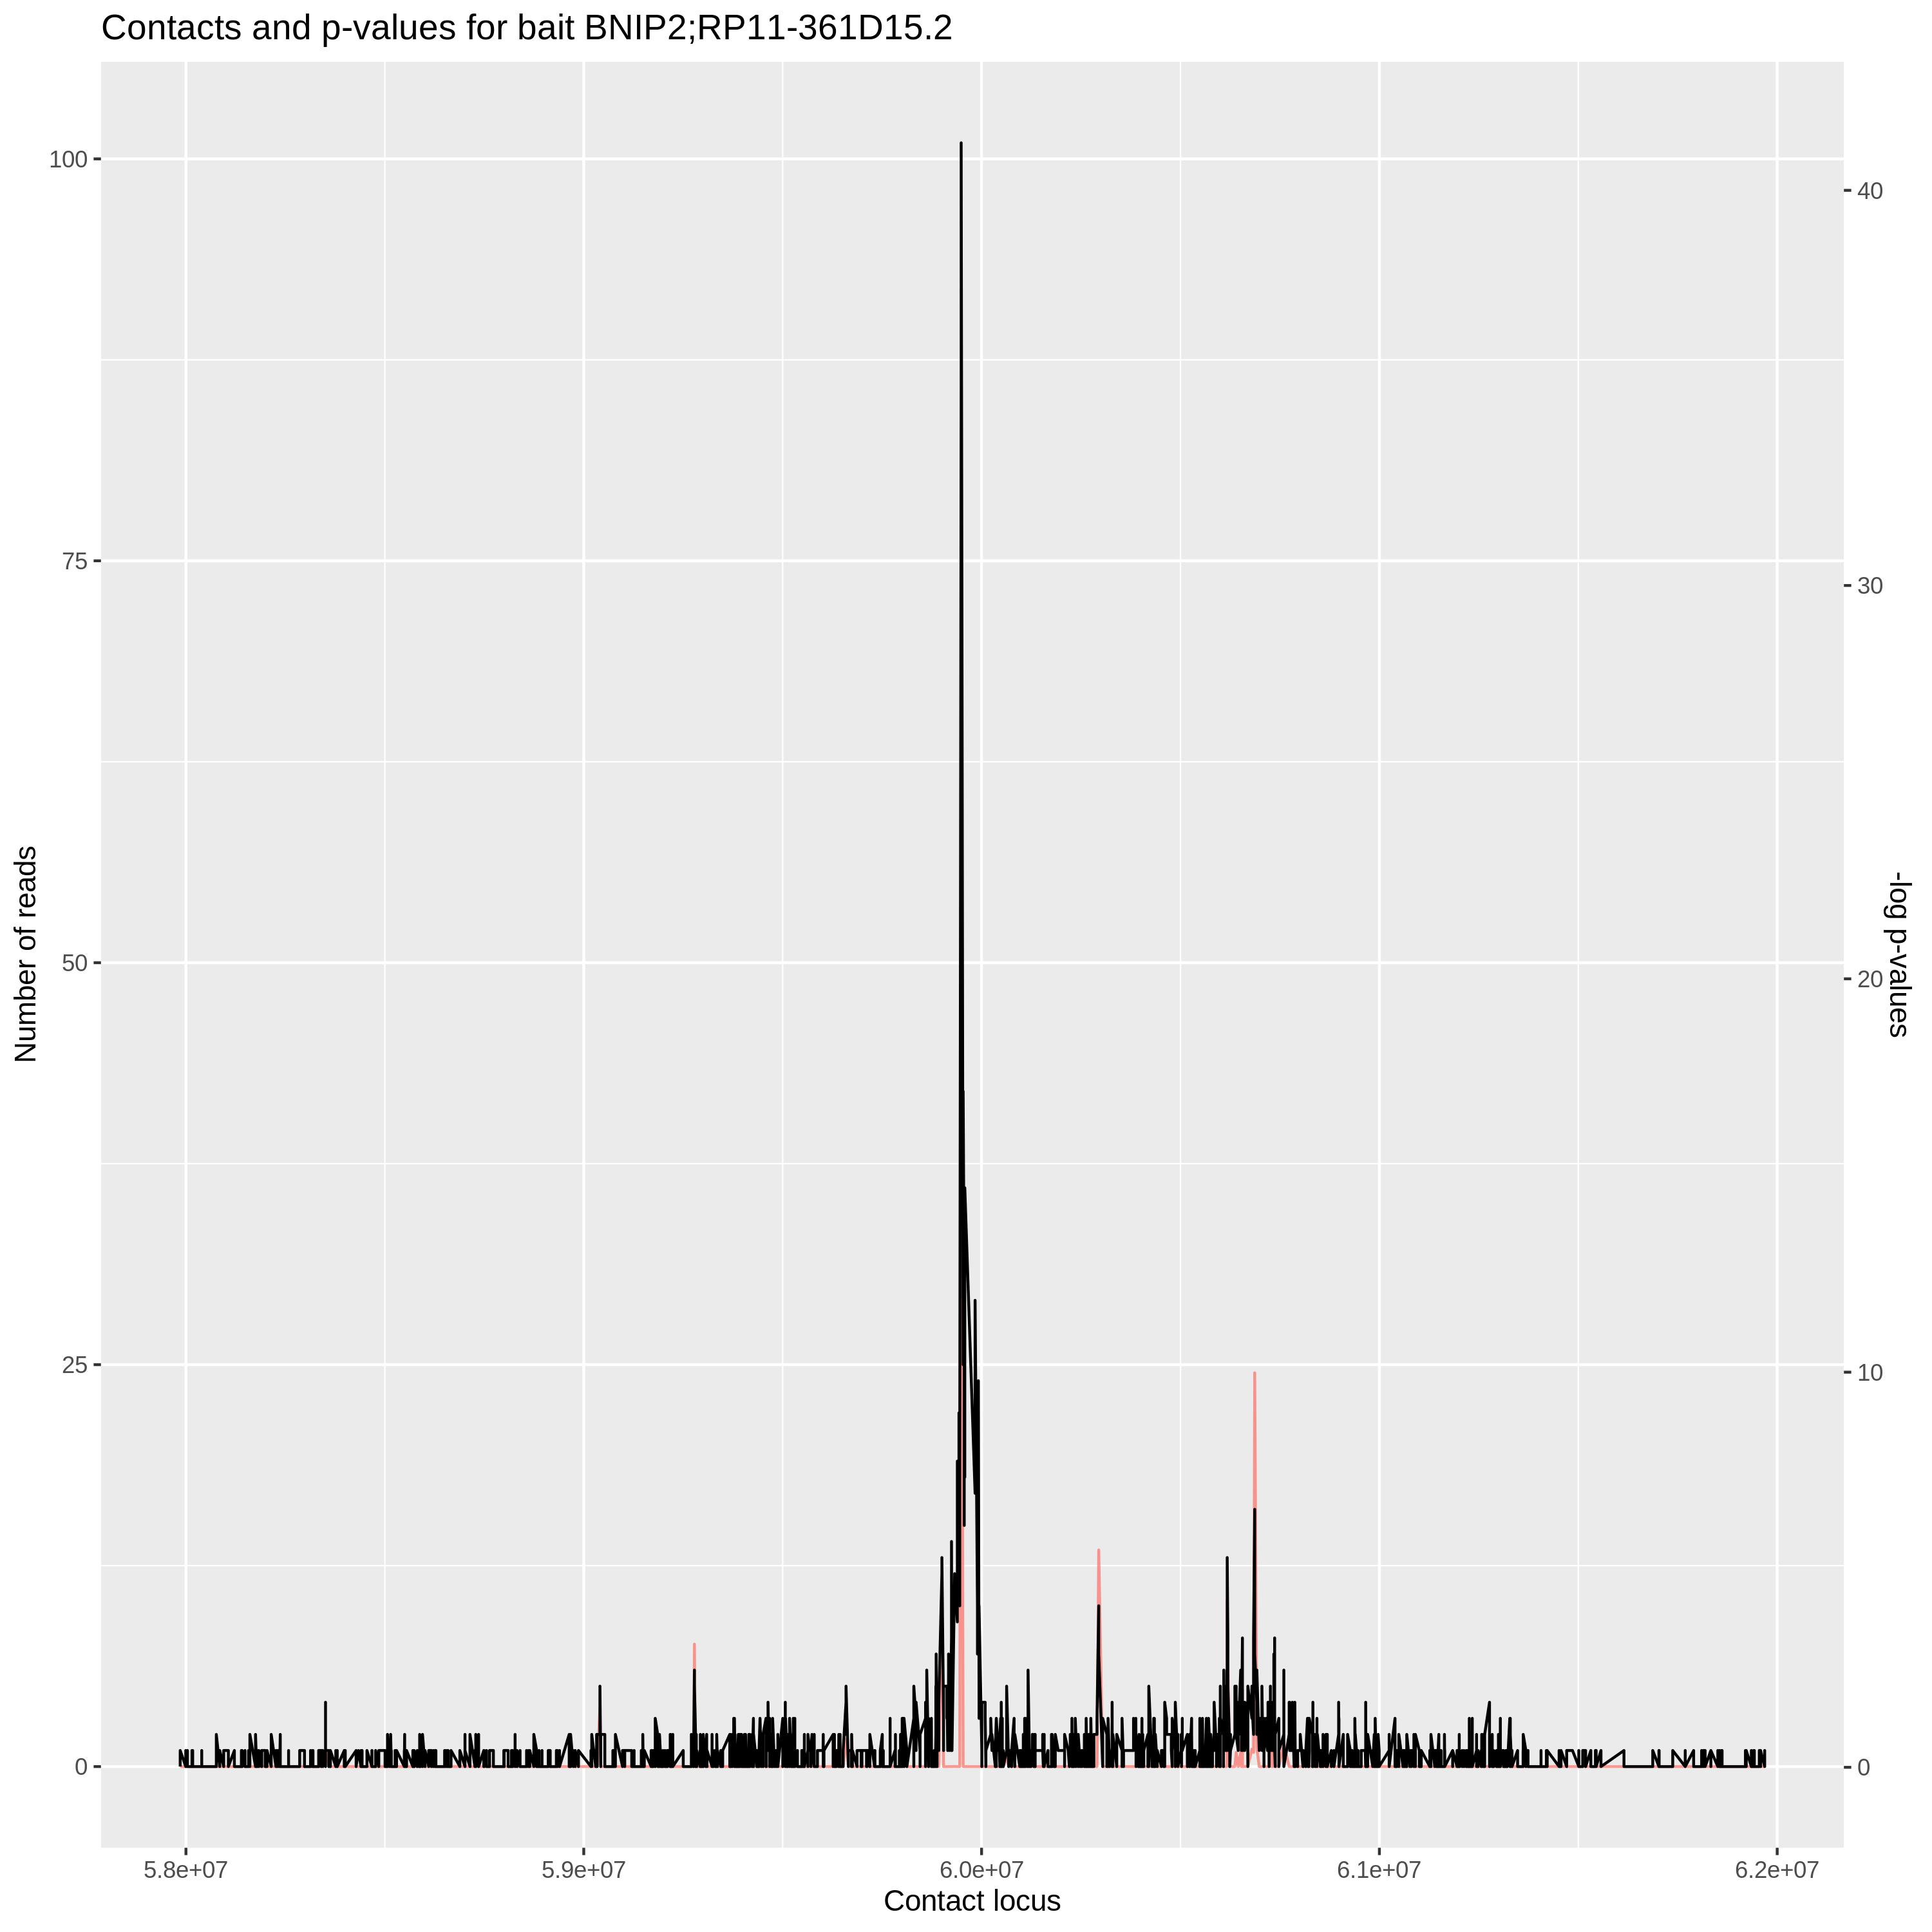 Contacts and p-values for bait BNIP2;RP11-361D15.2
Number of reads
100
75
50
25
0
40
30
20
10
0
-log p-values
5.8e+07 5.9e+07 6.0e+07 6.1e+07 6.2e+07
Contact locus